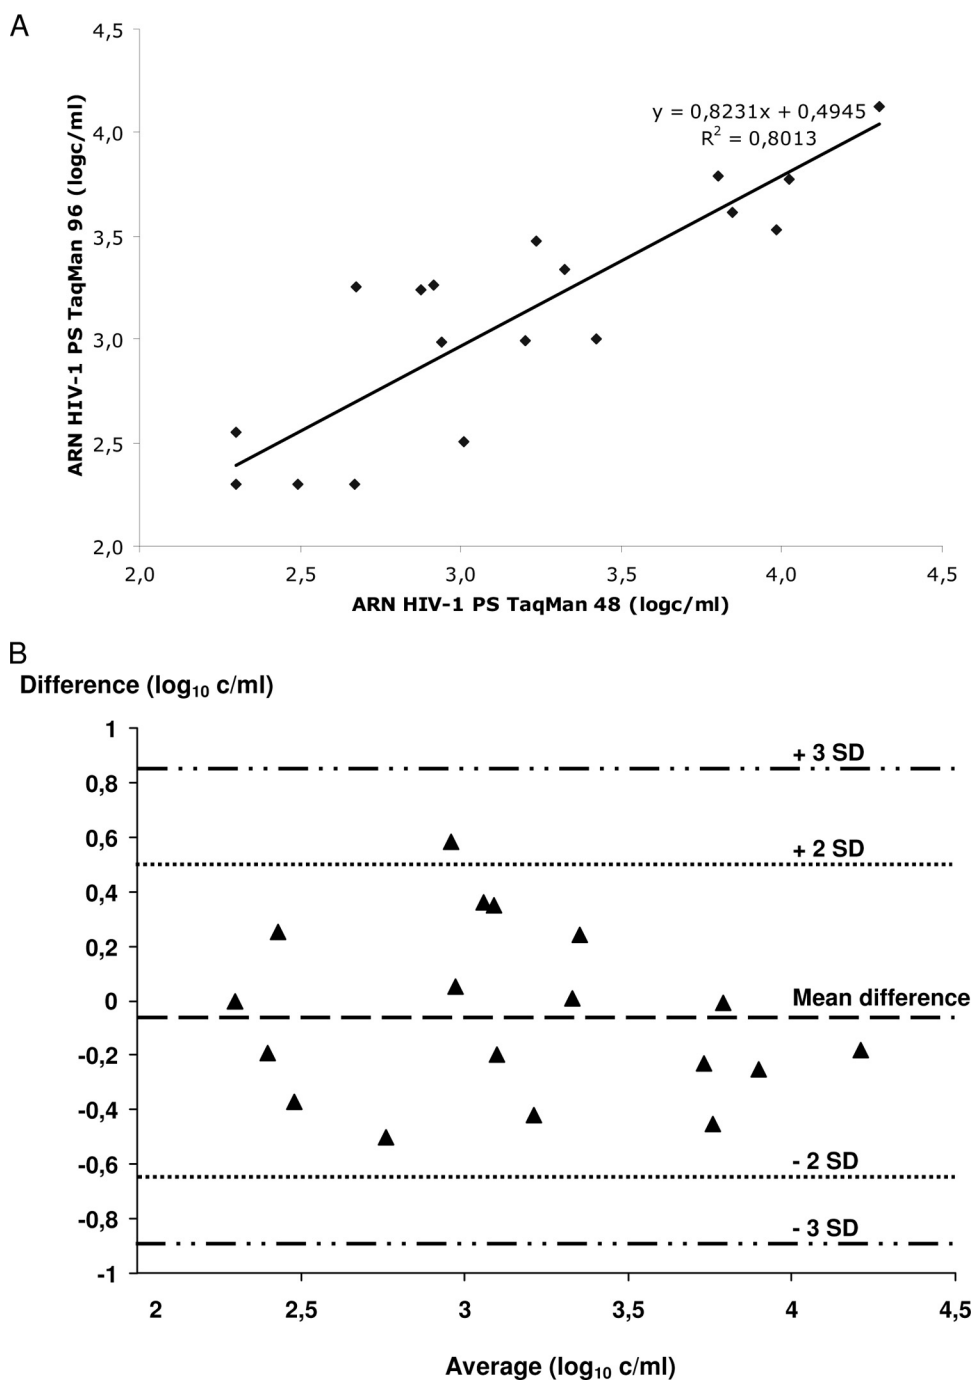 A
4,5
y = 0,8231x + 0,4945
R² = 0,8013
4,0
3,5
3,0
2,5
2,0
ARN HIV-1 PS TaqMan 96 (logc/ml)
2,0 2,5 3,0 3,5 4,0 4,5
ARN HIV-1 PS TaqMan 48 (logc/ml)
B
Difference (log₁₀ c/ml)
1
+ 3 SD
0,8
0,6
+ 2 SD
0,4
0,2
0
Mean difference
-0,2
-0,4
-0,6
- 2 SD
-0,8
- 3 SD
-1
2 2,5 3 3,5 4 4,5
Average (log₁₀ c/ml)